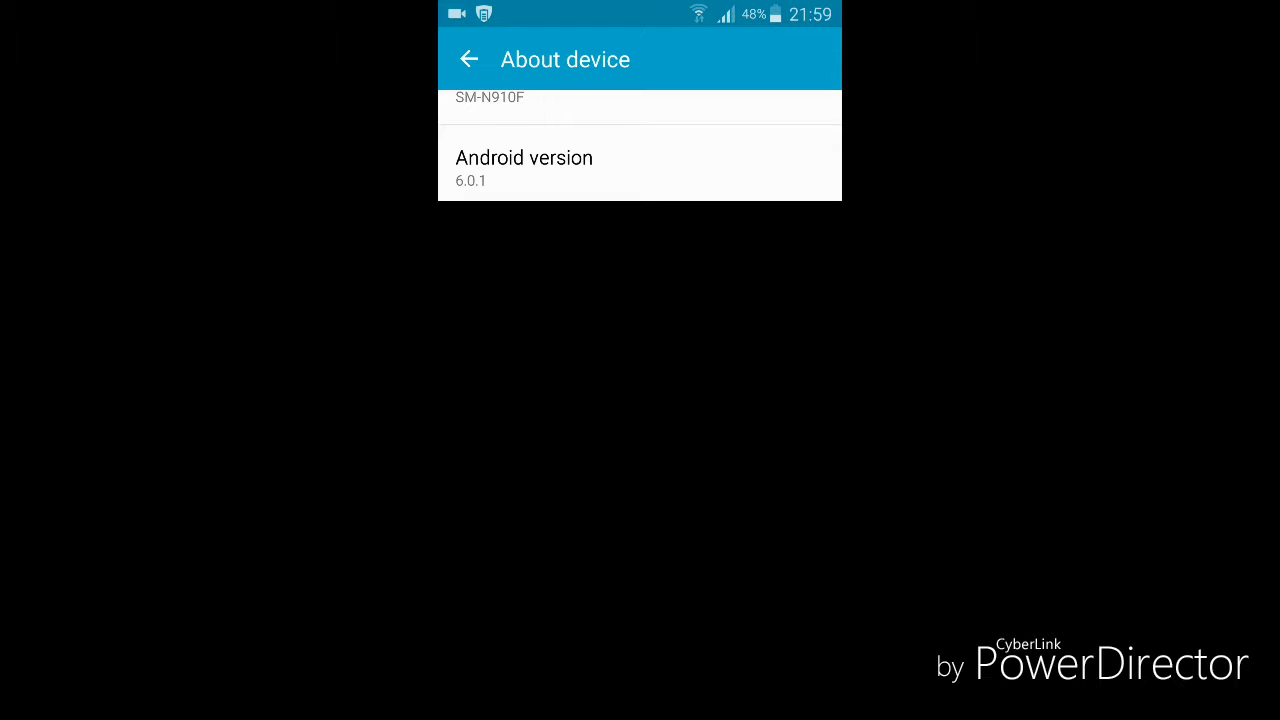 48% 21:59
About device
SM-N910F
Android version
6.0.1
CyberLink
by PowerDirector